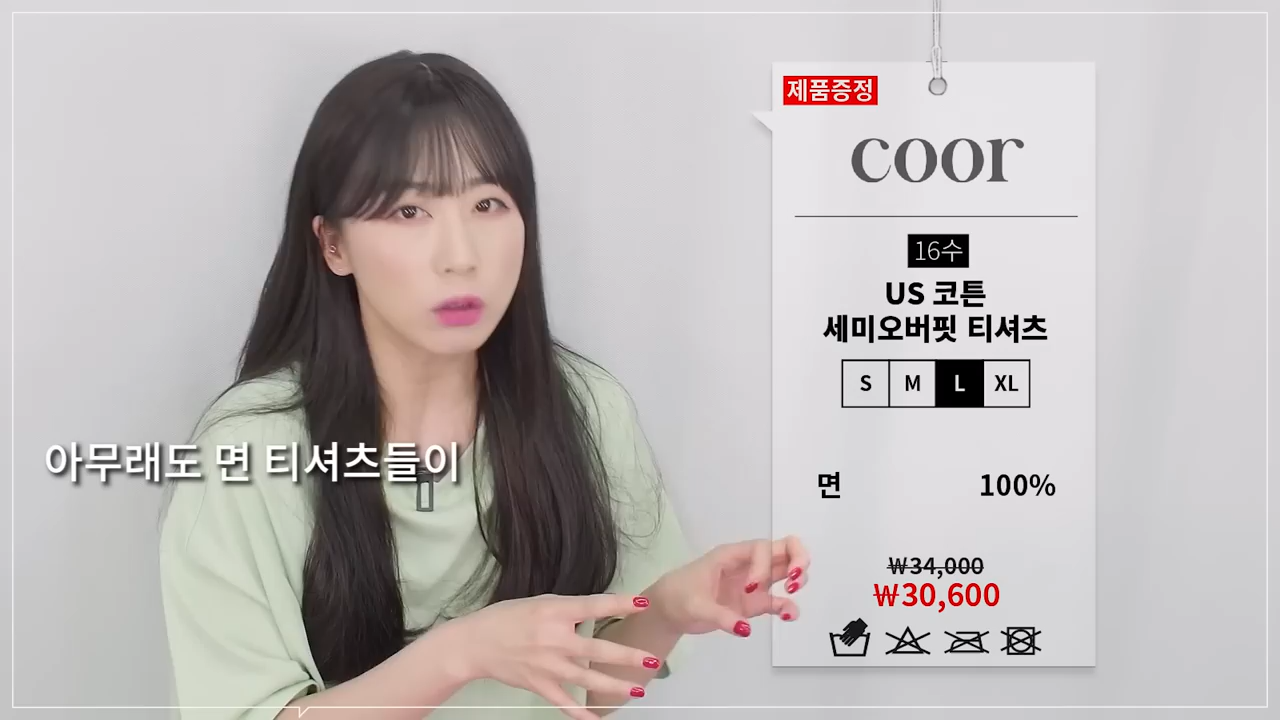 제품증정
coor
16수
US 코튼
세미오버핏 티셔츠
S M L XL
면 100%
₩34,000
₩30,600
아무래도 면 티셔츠들이